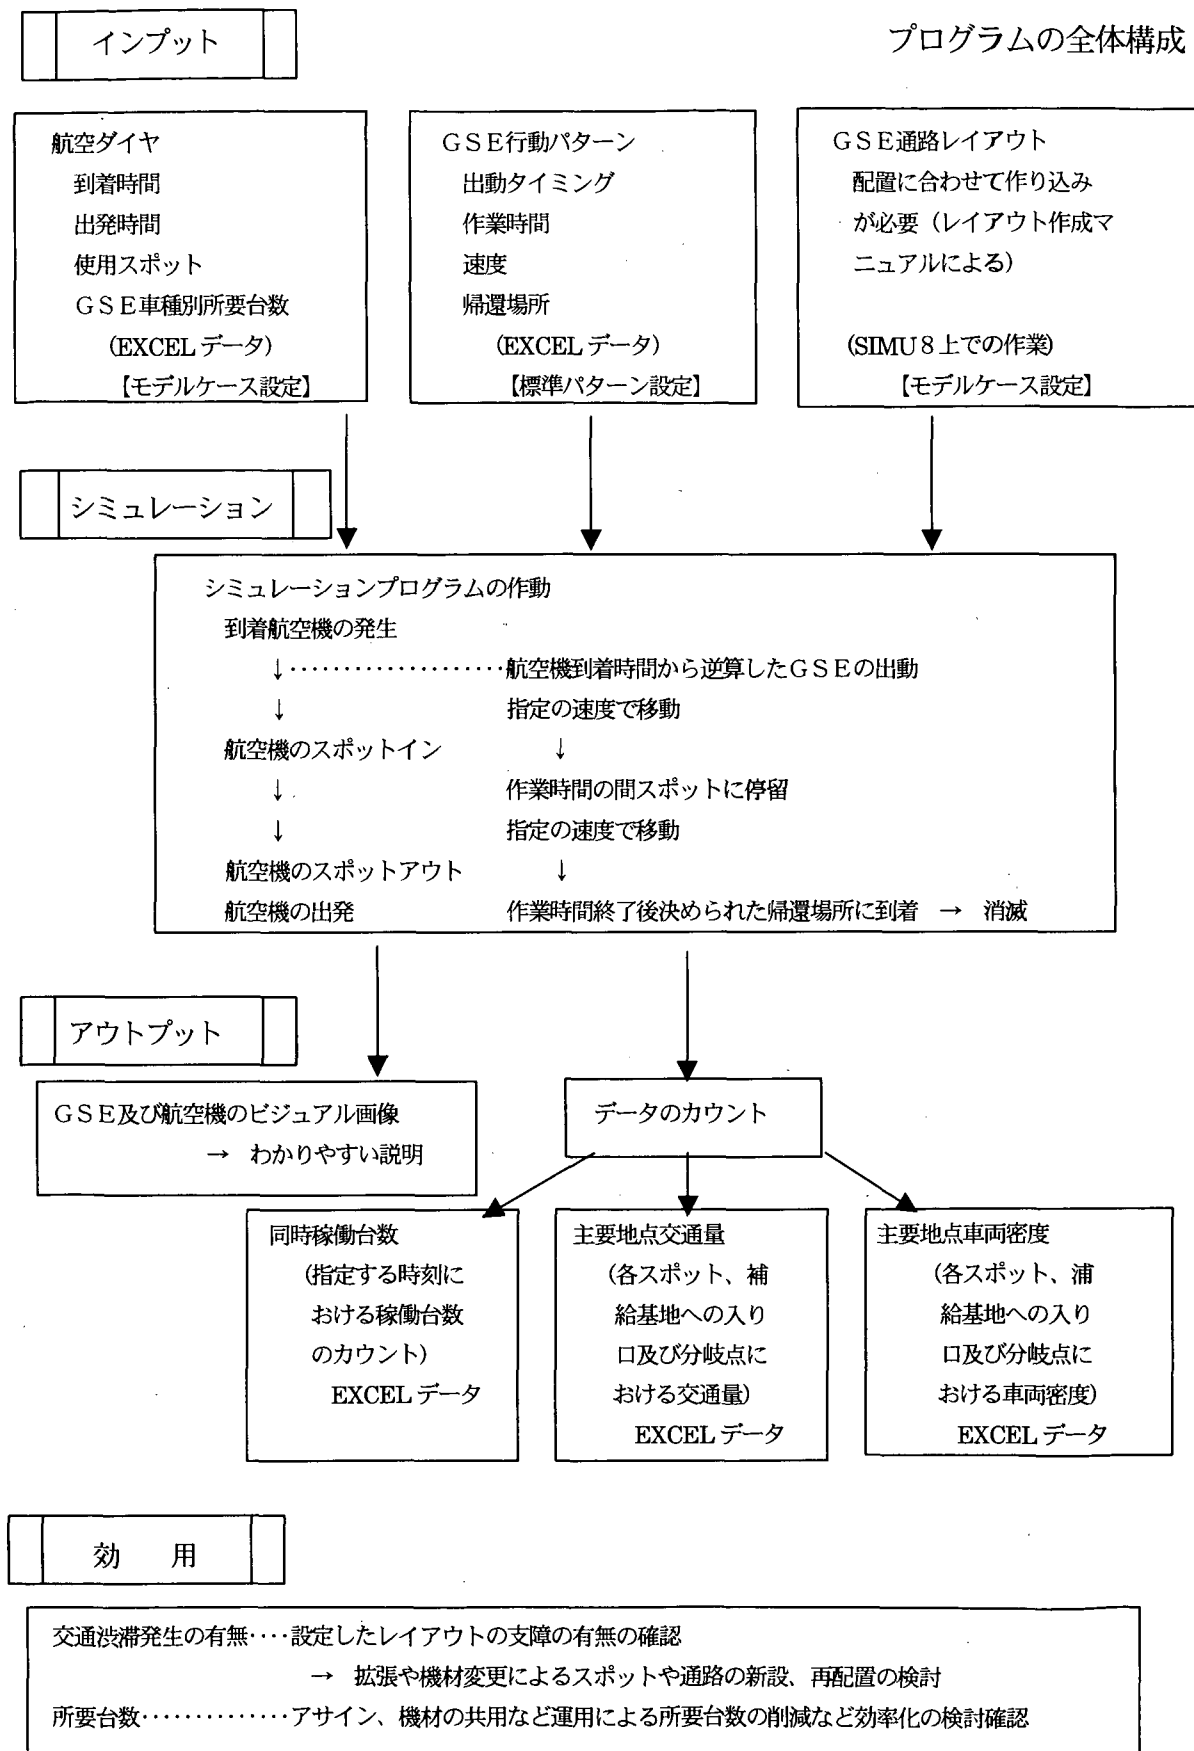 インプット
プログラムの全体構成
航空ダイヤ
到着時間
出発時間
使用スポット
ＧＳＥ車種別所要台数
(EXCELデータ)
【モデルケース設定】
ＧＳＥ行動パターン
出動タイミング
作業時間
速度
帰還場所
(EXCELデータ)
【標準パターン設定】
ＧＳＥ通路レイアウト
配置に合わせて作り込み
が必要（レイアウト作成マ
ニュアルによる）
(SIMU８上での作業)
【モデルケース設定】
シミュレーション
シミュレーションプログラムの作動
到着航空機の発生
↓・・・・・・・・・・・・・・・・・・・・航空機到着時間から逆算したＧＳＥの出動
↓ 指定の速度で移動
航空機のスポットイン ↓
↓ 作業時間の間スポットに停留
↓ 指定の速度で移動
航空機のスポットアウト ↓
航空機の出発 作業時間終了後決められた帰還場所に到着 → 消滅
アウトプット
ＧＳＥ及び航空機のビジュアル画像
→ わかりやすい説明
データのカウント
同時稼働台数
(指定する時刻に
おける稼働台数
のカウント)
EXCELデータ
主要地点交通量
(各スポット、補
給基地への入り
口及び分岐点に
おける交通量)
EXCELデータ
主要地点車両密度
(各スポット、浦
給基地への入り
口及び分岐点に
おける車両密度)
EXCELデータ
効 用
交通渋滞発生の有無・・・・設定したレイアウトの支障の有無の確認
→ 拡張や機材変更によるスポットや通路の新設、再配置の検討
所要台数・・・・・・・・・・・・・・アサイン、機材の共用など運用による所要台数の削減など効率化の検討確認